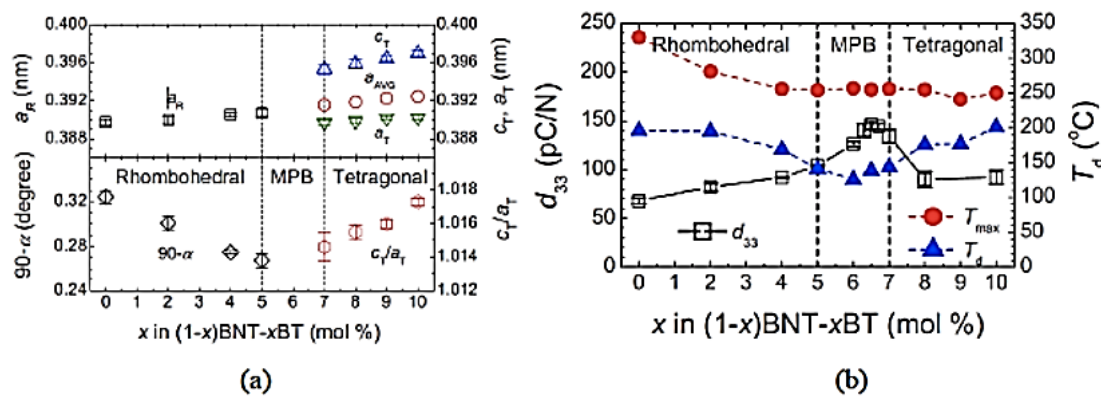 (a)
0.400
0.396
0.392
0.388
a_R (nm)
a_R
c_T
a_AVG
a_T
0.400
0.396
0.392
0.388
c_T, a_T (nm)
Rhombohedral MPB Tetragonal
0.32
0.28
0.24
90-α (degree)
90-α
c_T/a_T
1.018
1.016
1.014
1.012
c_T/a_T
0 1 2 3 4 5 6 7 8 9 10
x in (1-x)BNT-xBT (mol %)
(a)
(b)
250
200
150
100
50
0
d_33 (pC/N)
Rhombohedral MPB Tetragonal
d_33
T_max
T_d
350
300
250
200
150
100
50
0
T_d (°C)
0 1 2 3 4 5 6 7 8 9 10
x in (1-x)BNT-xBT (mol %)
(b)